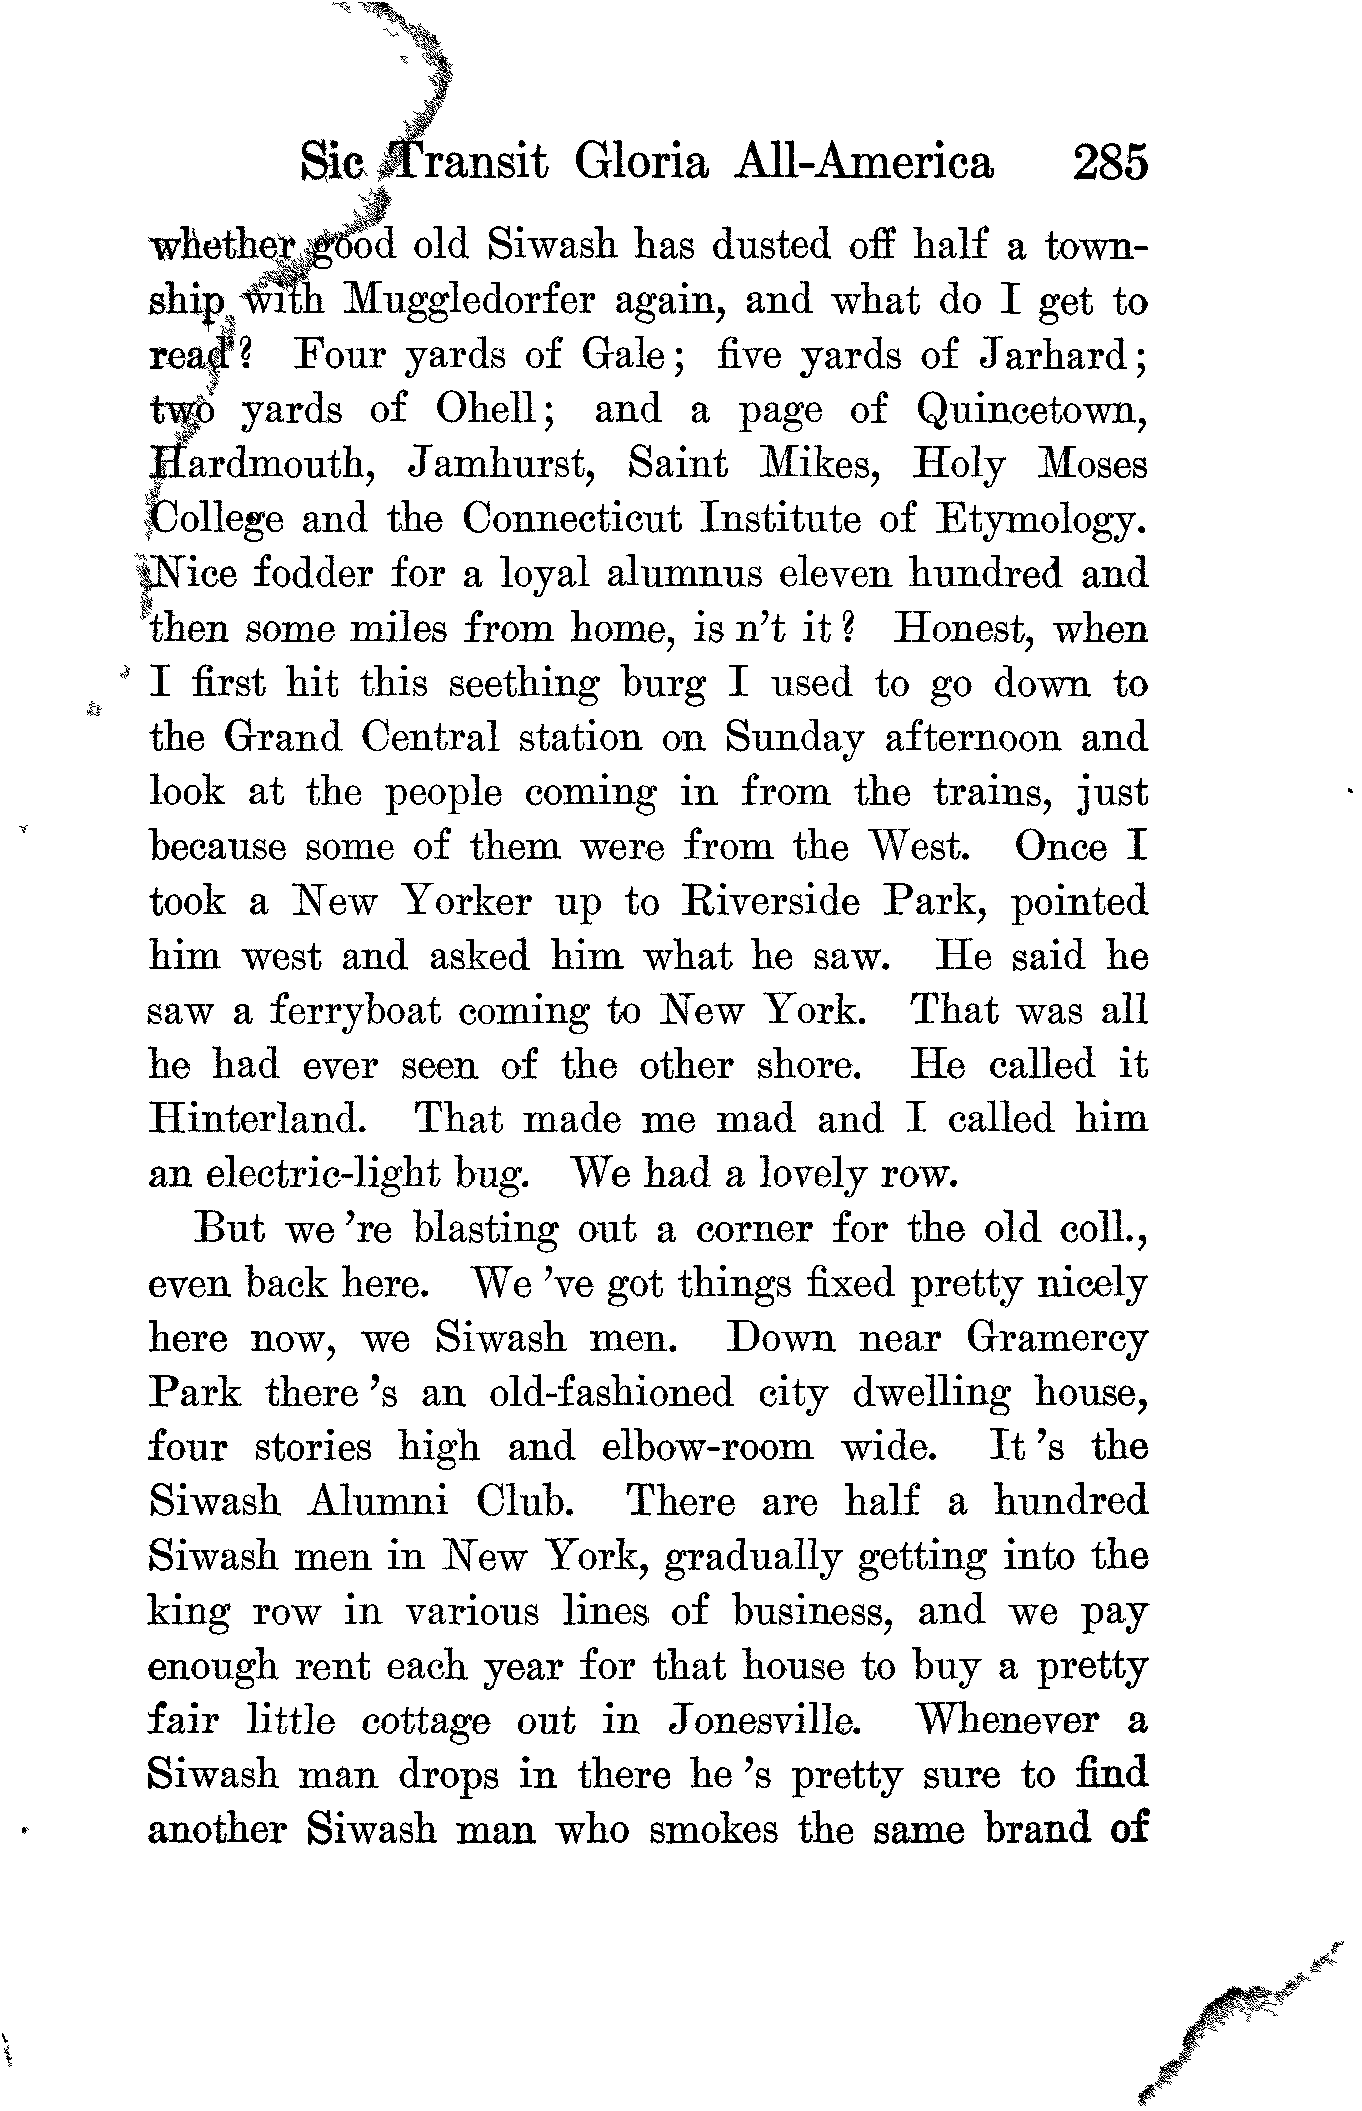 Sic Transit Gloria All-America 285
whether good old Siwash has dusted off half a town-
ship with Muggledorfer again, and what do I get to
read? Four yards of Gale; five yards of Jarhard;
two yards of Ohell; and a page of Quincetown,
Hardmouth, Jamhurst, Saint Mikes, Holy Moses
College and the Connecticut Institute of Etymology.
Nice fodder for a loyal alumnus eleven hundred and
then some miles from home, is n't it? Honest, when
I first hit this seething burg I used to go down to
the Grand Central station on Sunday afternoon and
look at the people coming in from the trains, just
because some of them were from the West. Once I
took a New Yorker up to Riverside Park, pointed
him west and asked him what he saw. He said he
saw a ferryboat coming to New York. That was all
he had ever seen of the other shore. He called it
Hinterland. That made me mad and I called him
an electric-light bug. We had a lovely row.
But we 're blasting out a corner for the old coll.,
even back here. We 've got things fixed pretty nicely
here now, we Siwash men. Down near Gramercy
Park there 's an old-fashioned city dwelling house,
four stories high and elbow-room wide. It 's the
Siwash Alumni Club. There are half a hundred
Siwash men in New York, gradually getting into the
king row in various lines of business, and we pay
enough rent each year for that house to buy a pretty
fair little cottage out in Jonesville. Whenever a
Siwash man drops in there he 's pretty sure to find
another Siwash man who smokes the same brand of